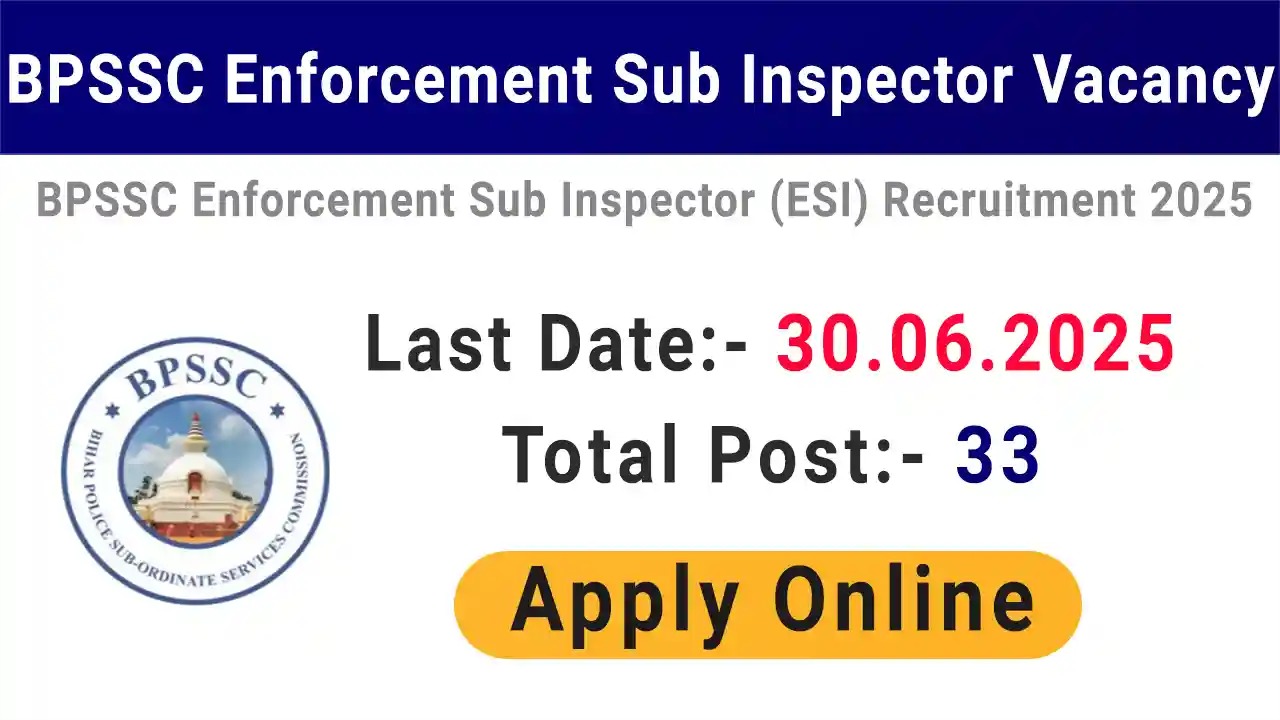 BPSSC Enforcement Sub Inspector Vacancy
BPSSC Enforcement Sub Inspector (ESI) Recruitment 2025
Last Date:- 30.06.2025
Total Post:- 33
Apply Online
BPSSC
BIHAR POLICE SUB-ORDINATE SERVICES COMMISSION